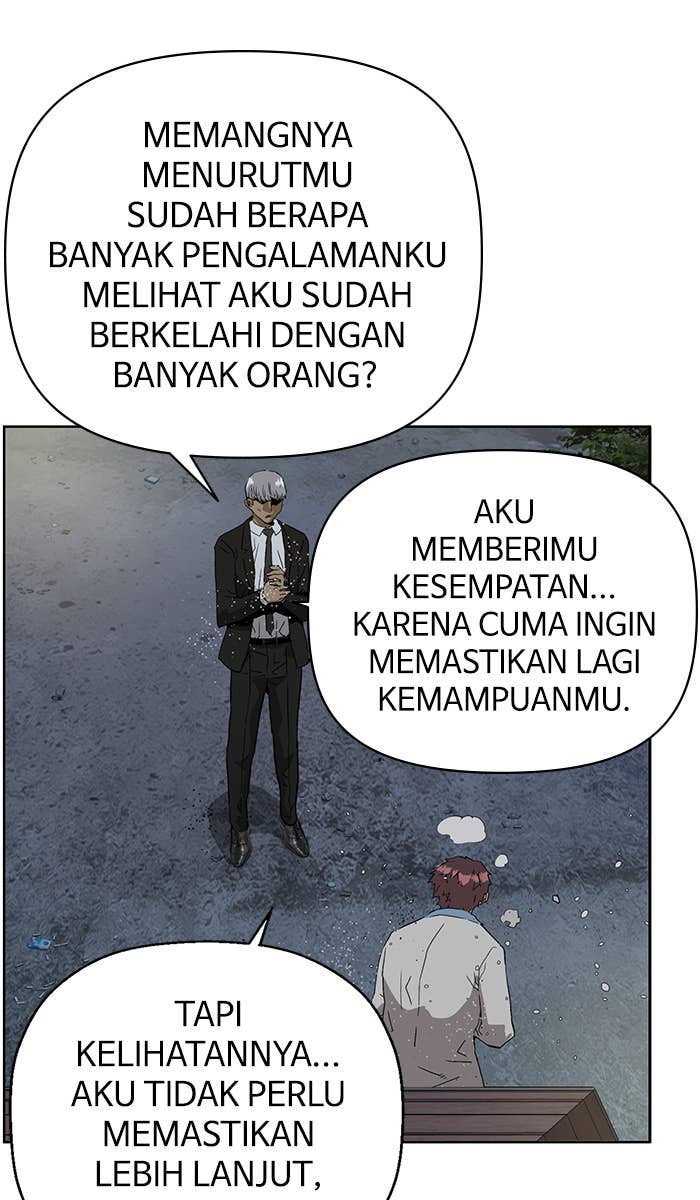 MEMANGNYA
MENURUTMU
SUDAH BERAPA
BANYAK PENGALAMANKU
MELIHAT AKU SUDAH
BERKELAHI DENGAN
BANYAK ORANG?
AKU
MEMBERIMU
KESEMPATAN...
KARENA CUMA INGIN
MEMASTIKAN LAGI
KEMAMPUANMU.
TAPI
KELIHATANNYA...
AKU TIDAK PERLU
MEMASTIKAN
LEBIH LANJUT,